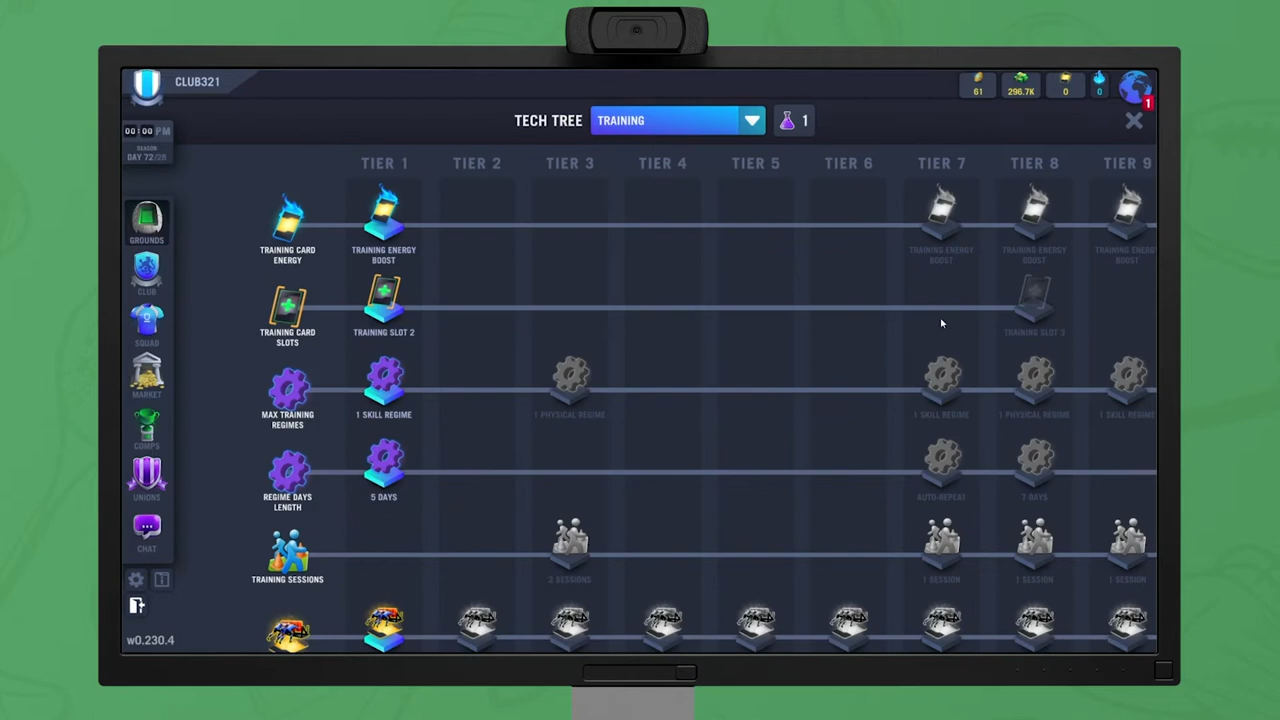 CLUB321
61
296.7K
0
0
1
TECH TREE
TRAINING
1
00:00 PM
SEASON
DAY 72/28
TIER 1
TIER 2
TIER 3
TIER 4
TIER 5
TIER 6
TIER 7
TIER 8
TIER 9
GROUNDS
CLUB
SQUAD
MARKET
COMPS
UNIONS
CHAT
w0.230.4
TRAINING CARD
ENERGY
TRAINING ENERGY
BOOST
TRAINING ENERGY
BOOST
TRAINING ENERGY
BOOST
TRAINING ENERGY
BOOST
TRAINING CARD
SLOTS
TRAINING SLOT 2
TRAINING SLOT 3
MAX TRAINING
REGIMES
1 SKILL REGIME
1 PHYSICAL REGIME
1 SKILL REGIME
1 PHYSICAL REGIME
1 SKILL REGIME
REGIME DAYS
LENGTH
5 DAYS
AUTO-REPEAT
7 DAYS
TRAINING SESSIONS
2 SESSIONS
1 SESSION
1 SESSION
1 SESSION